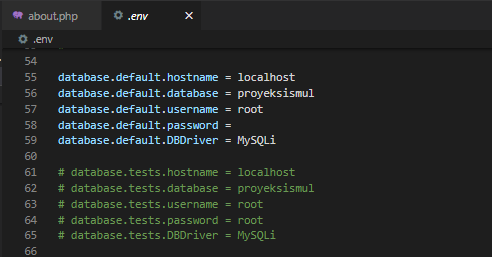 about.php
.env
.env
54
55 database.default.hostname = localhost
56 database.default.database = proyeksismul
57 database.default.username = root
58 database.default.password =
59 database.default.DBDriver = MySQLi
60
61 # database.tests.hostname = localhost
62 # database.tests.database = proyeksismul
63 # database.tests.username = root
64 # database.tests.password = root
65 # database.tests.DBDriver = MySQLi
66